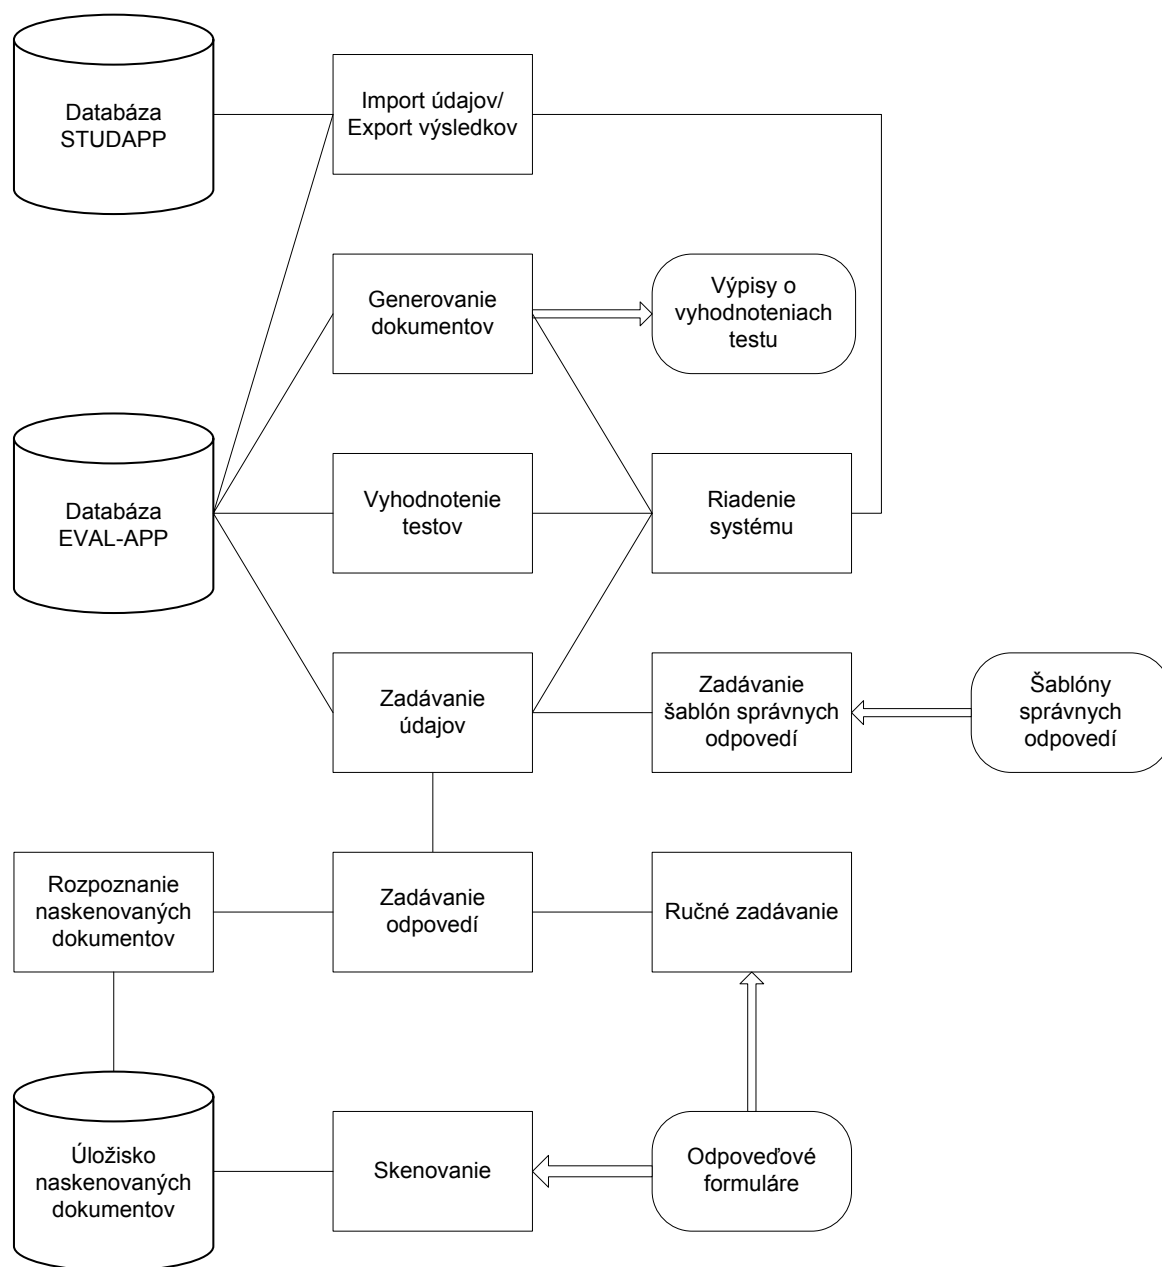 Databáza
STUDAPP
Import údajov/
Export výsledkov
Generovanie
dokumentov
Výpisy o
vyhodnoteniach
testu
Databáza
EVAL-APP
Vyhodnotenie
testov
Riadenie
systému
Zadávanie
údajov
Zadávanie
šablón správnych
odpovedí
Šablóny
správnych
odpovedí
Rozpoznanie
naskenovaných
dokumentov
Zadávanie
odpovedí
Ručné zadávanie
Úložisko
naskenovaných
dokumentov
Skenovanie
Odpoveďové
formuláre